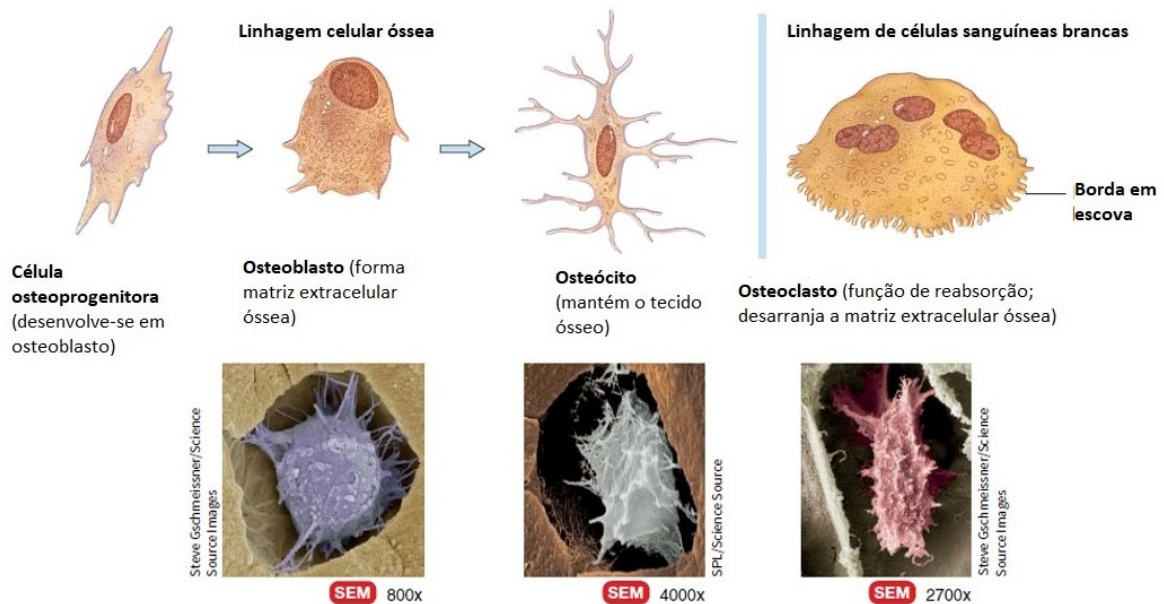 Linhagem celular óssea
Linhagem de células sanguíneas brancas
Borda em
escova
Célula
osteoprogenitora
(desenvolve-se em
osteoblasto)
Osteoblasto (forma
matriz extracelular
óssea)
Osteócito
(mantém o tecido
ósseo)
Osteoclasto (função de reabsorção;
desarranja a matriz extracelular óssea)
Steve Gschmeissner/Science
Source Images
SEM 800x
SPL/Science Source
SEM 4000x
Steve Gschmeissner/Science
Source Images
SEM 2700x